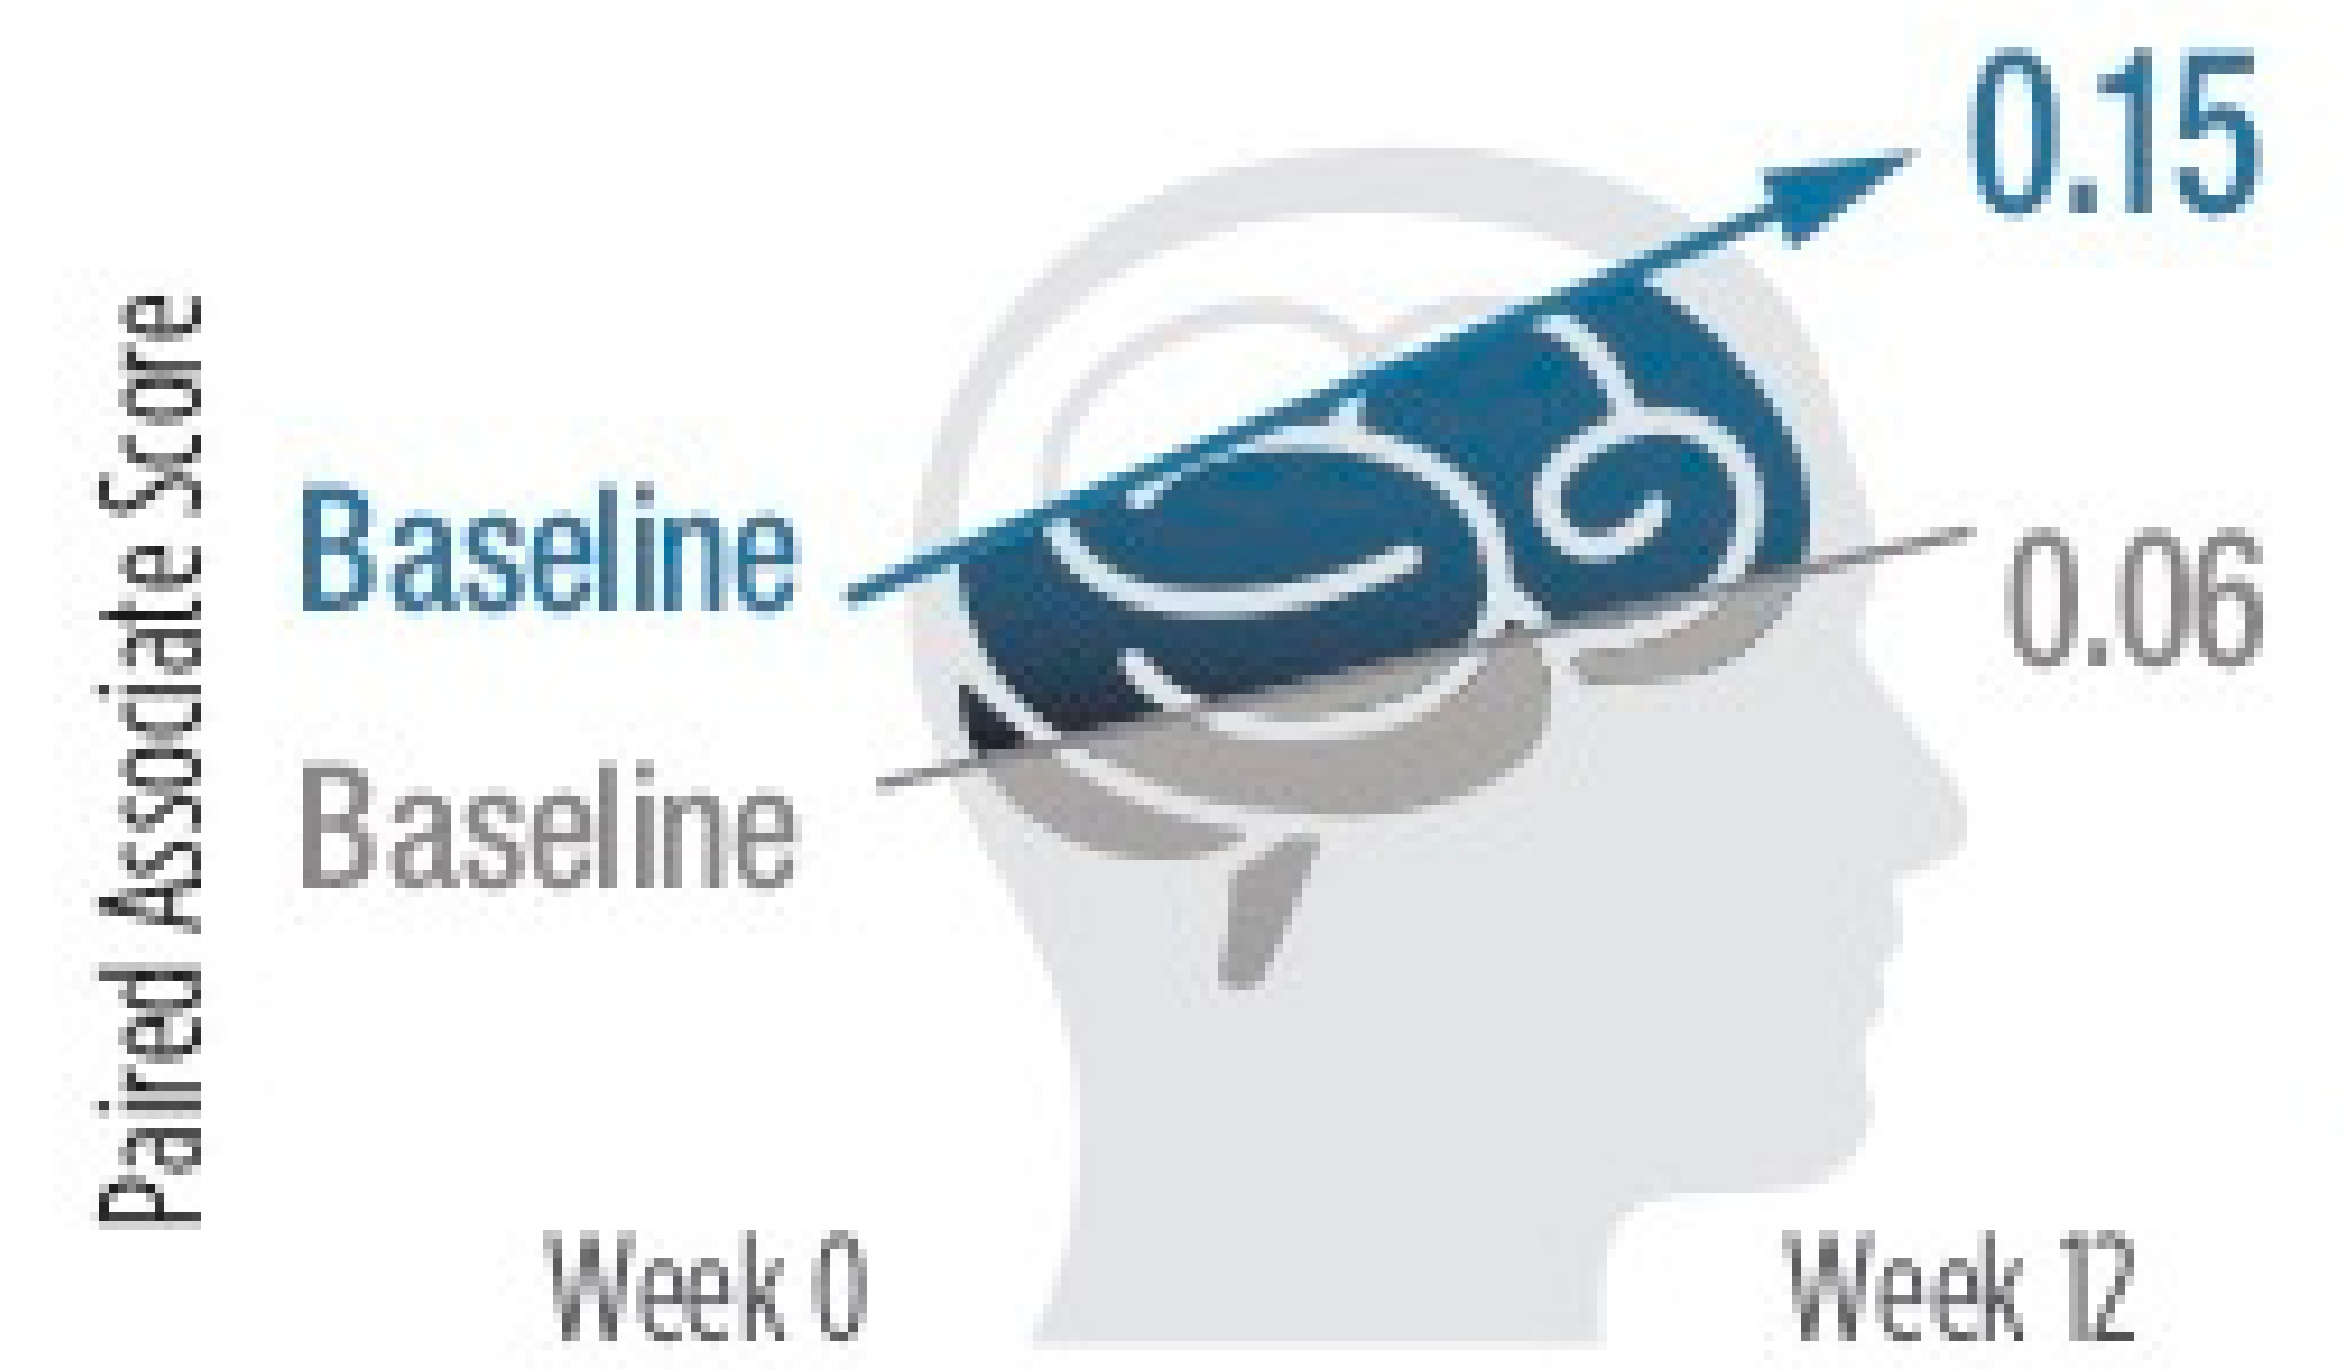 0.15
Paired Associate Score
Baseline
0.06
Baseline
Week 0
Week 12